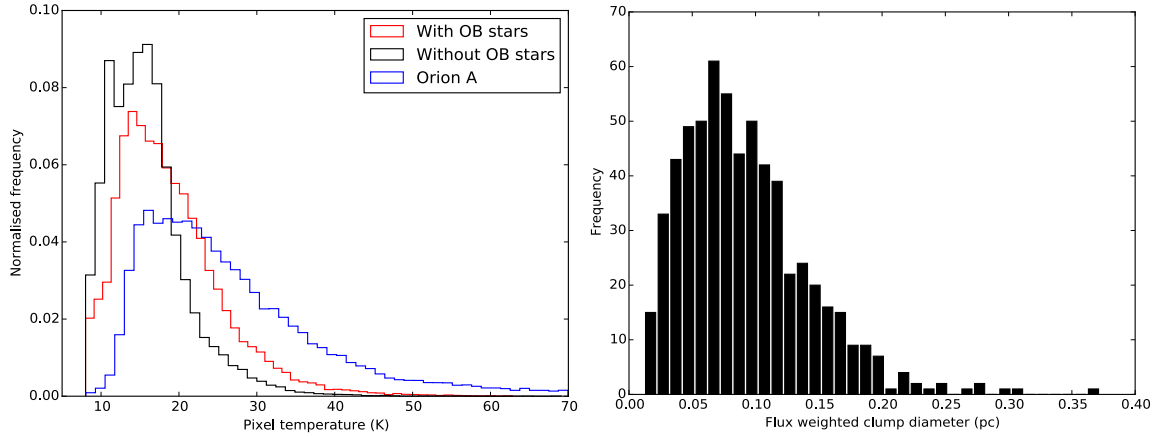 0.10
0.08
0.06
0.04
0.02
0.00
Normalised frequency
With OB stars
Without OB stars
Orion A
10 20 30 40 50 60 70
Pixel temperature (K)
70
60
50
40
30
20
10
0
Frequency
0.00 0.05 0.10 0.15 0.20 0.25 0.30 0.35 0.40
Flux weighted clump diameter (pc)